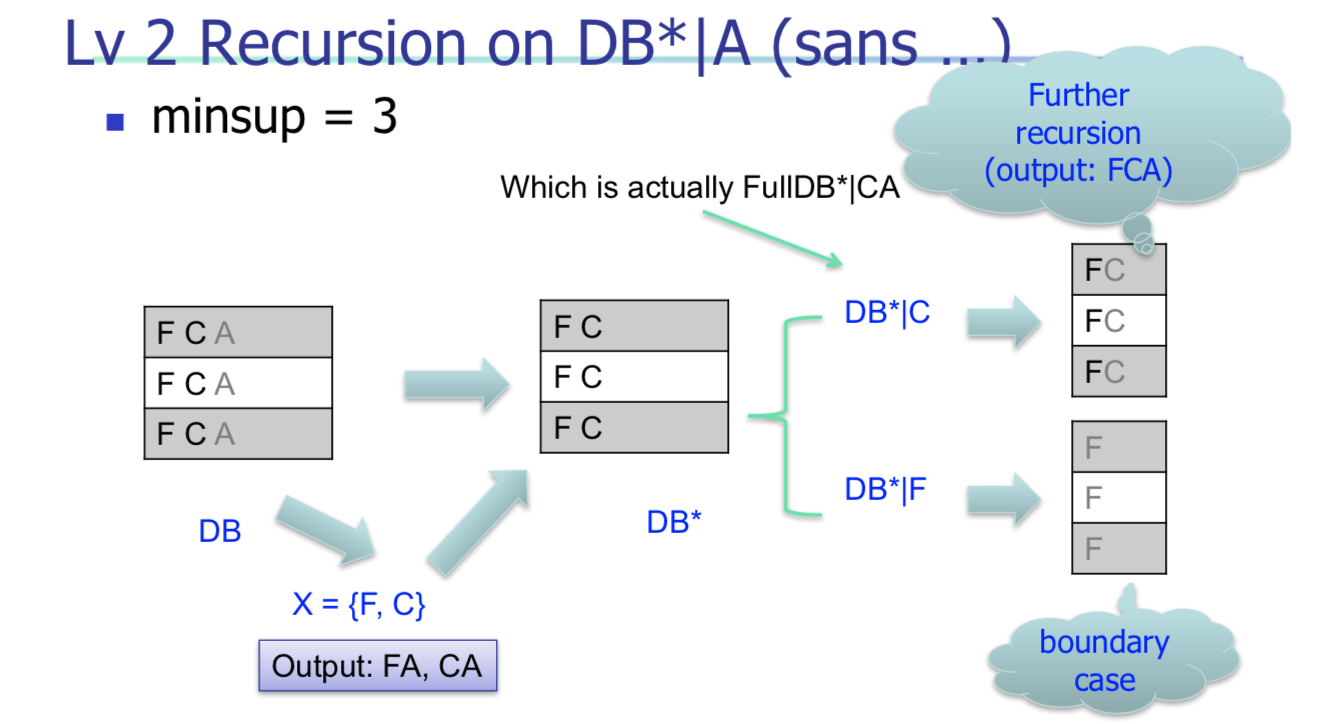 Lv 2 Recursion on DB*|A (sans ...)
minsup = 3
Further
recursion
(output: FCA)
Which is actually FullDB*|CA
F C A
F C A
F C A
DB
X = {F, C}
Output: FA, CA
F C
F C
F C
DB*
DB*|C
DB*|F
FC
FC
FC
F
F
F
boundary
case